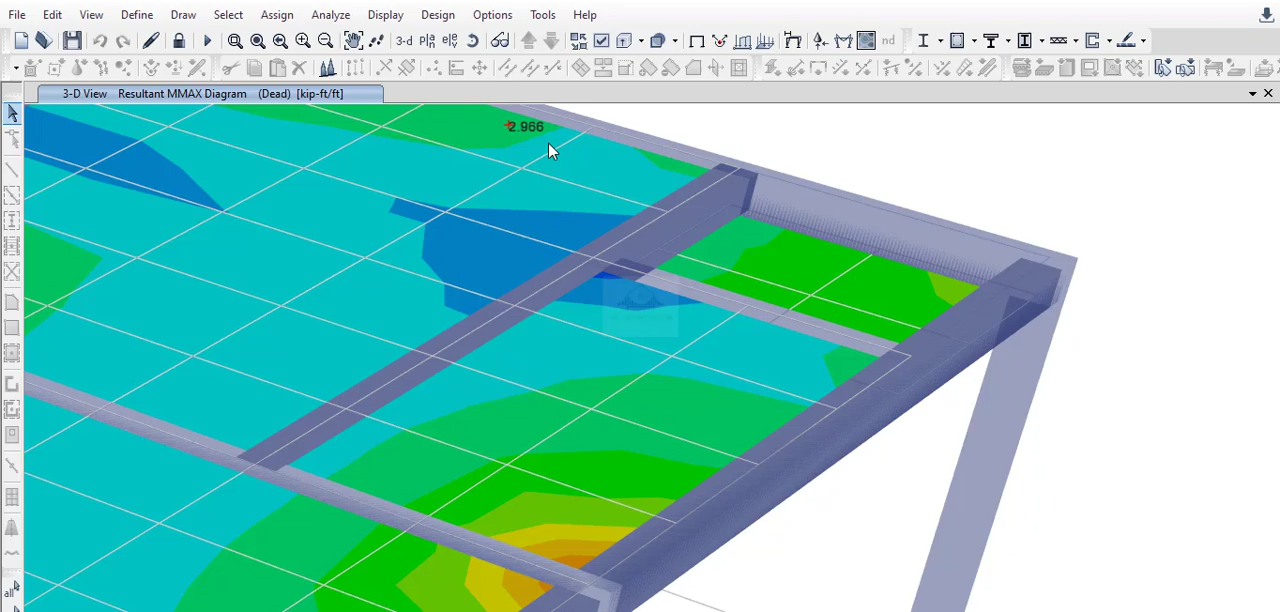 File Edit View Define Draw Select Assign Analyze Display Design Options Tools Help
3-d nd
3-D View Resultant MMAX Diagram (Dead) [kip-ft/ft]
2.966
all